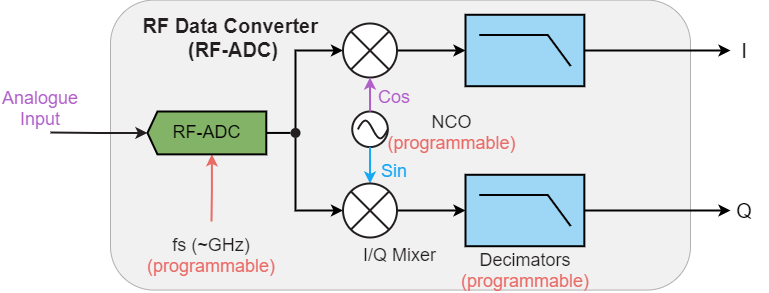 RF Data Converter
(RF-ADC)
I
Analogue
Input
Cos
RF-ADC
NCO
(programmable)
Sin
Q
fs (~GHz)
(programmable)
I/Q Mixer
Decimators
(programmable)